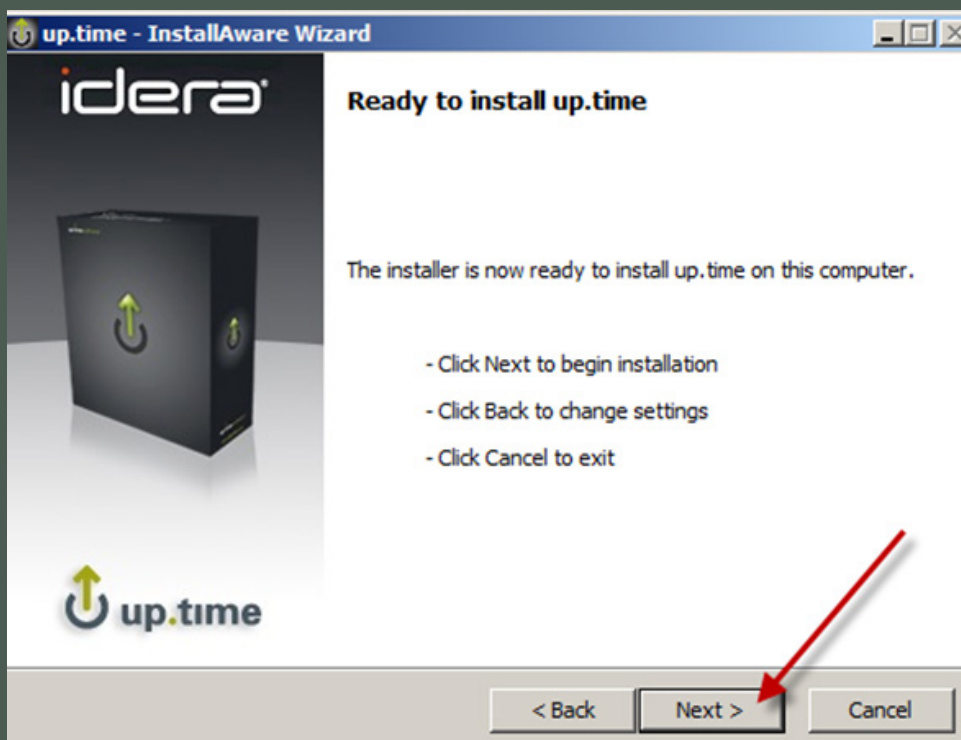 up.time - InstallAware Wizard
idera
Ready to install up.time
The installer is now ready to install up.time on this computer.
- Click Next to begin installation
- Click Back to change settings
- Click Cancel to exit
up.time
< Back
Next >
Cancel